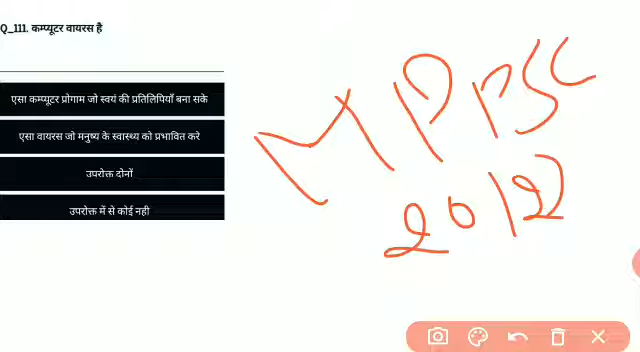 Q_111. कम्प्यूटर वायरस है
एसा कम्प्यूटर प्रोगाम जो स्वयं की प्रतिलिपियाँ बना सके
एसा वायरस जो मनुष्य के स्वास्थ्य को प्रभावित करे
उपरोक्त दोनों
उपरोक्त में से कोई नही
MPPSC
2012